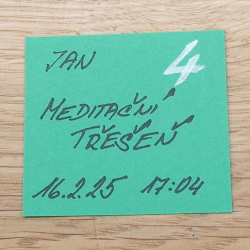 JAN 4
MEDITAČNÍ
TŘEŠEŇ
16.2.25 17:04